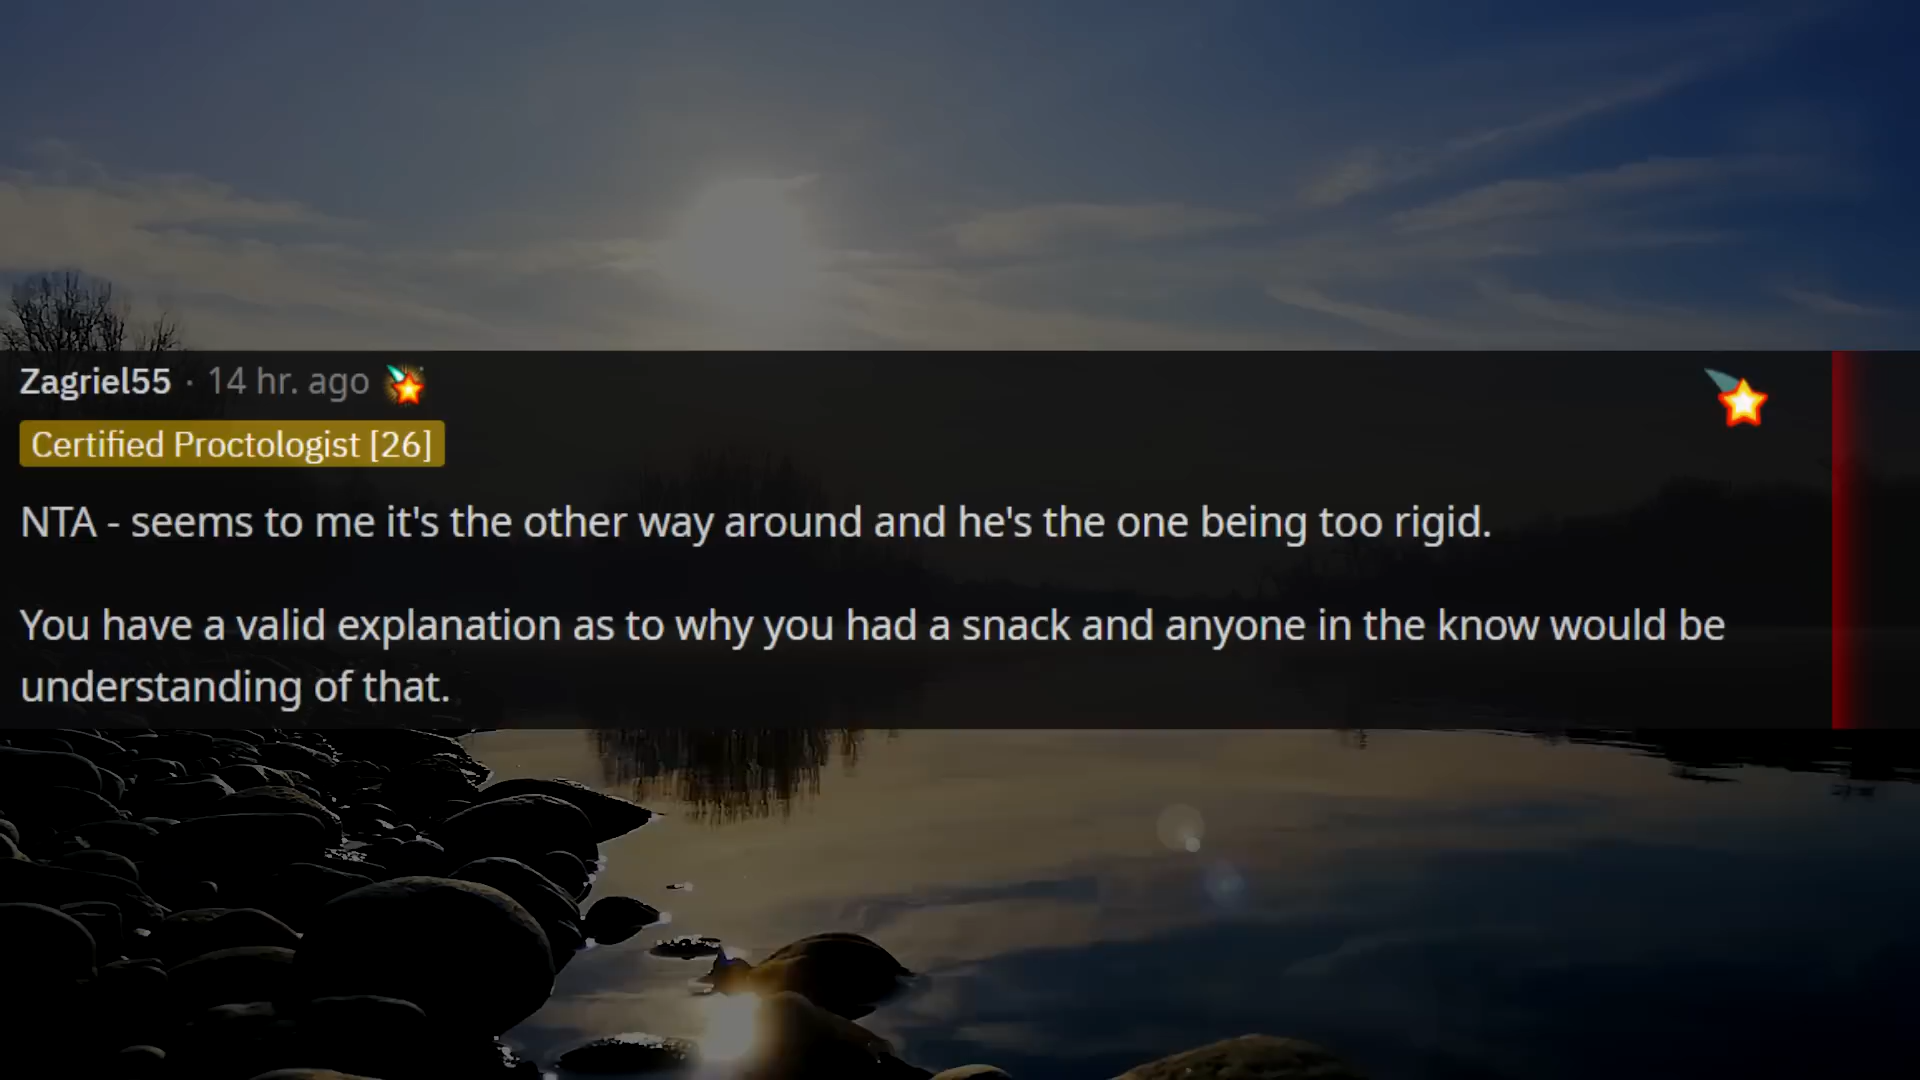 Zagriel55 · 14 hr. ago
Certified Proctologist [26]
NTA - seems to me it's the other way around and he's the one being too rigid.
You have a valid explanation as to why you had a snack and anyone in the know would be
understanding of that.